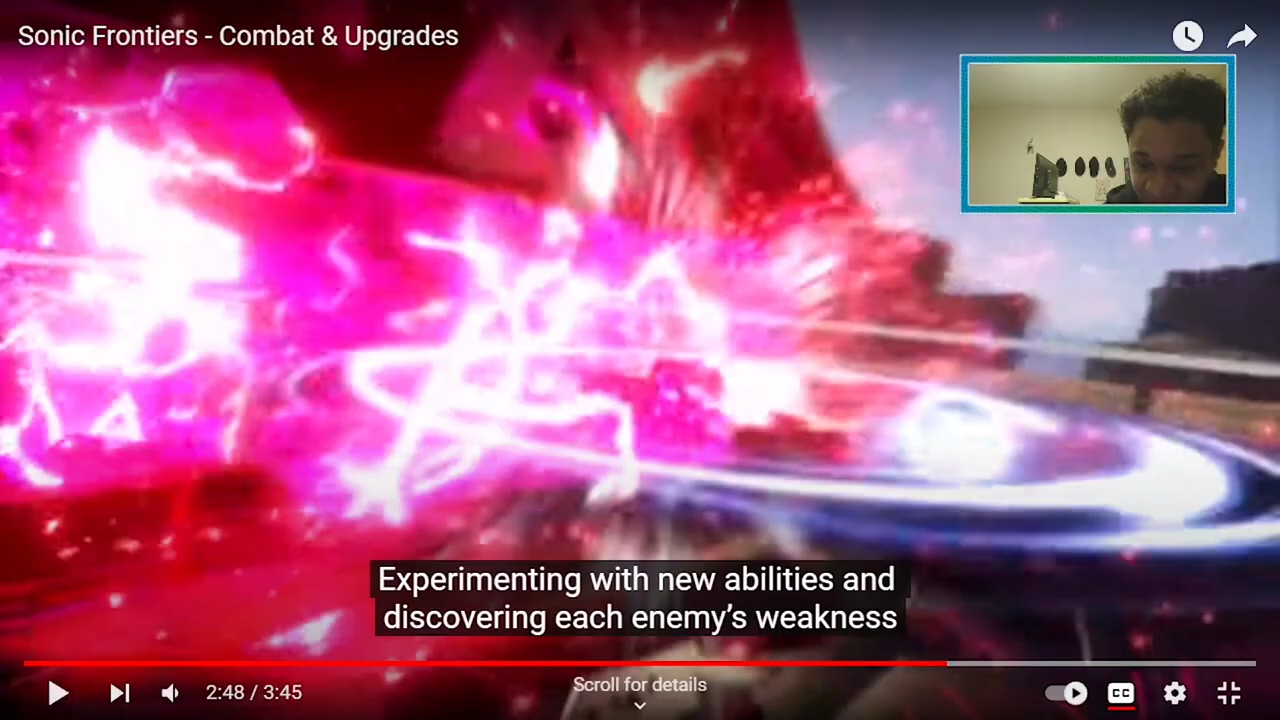 Sonic Frontiers - Combat & Upgrades
Experimenting with new abilities and
discovering each enemy’s weakness
2:48 / 3:45
Scroll for details
CC